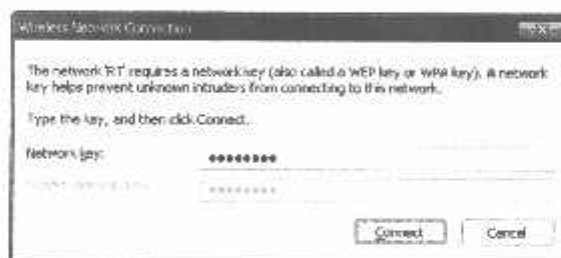 Wireless Network Connection
The network 'RT' requires a network key (also called a WEP key or WPA key). A network
key helps prevent unknown intruders from connecting to this network.
Type the key, and then click Connect.
Network key: ••••••••
••••••••
Connect Cancel